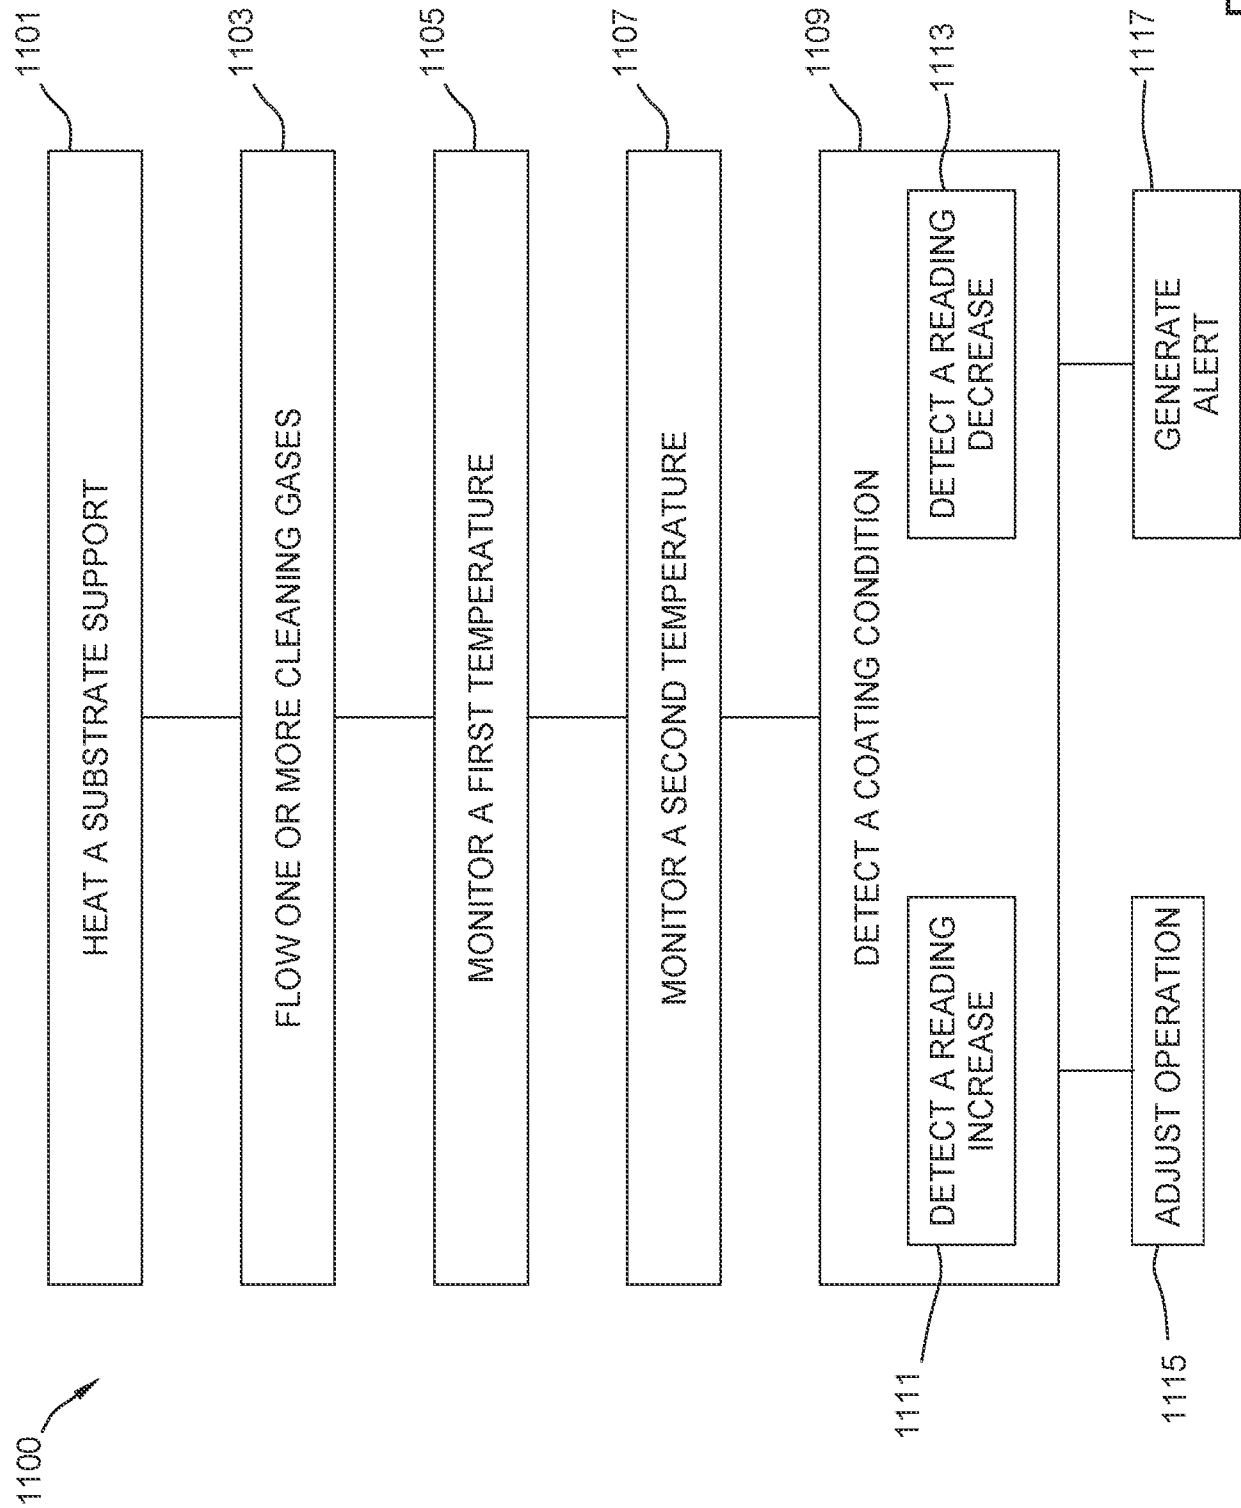 1100
1101
HEAT A SUBSTRATE SUPPORT
1103
FLOW ONE OR MORE CLEANING GASES
1105
MONITOR A FIRST TEMPERATURE
1107
MONITOR A SECOND TEMPERATURE
1109
DETECT A COATING CONDITION
1111
DETECT A READING
INCREASE
1113
DETECT A READING
DECREASE
1115
ADJUST OPERATION
1117
GENERATE
ALERT